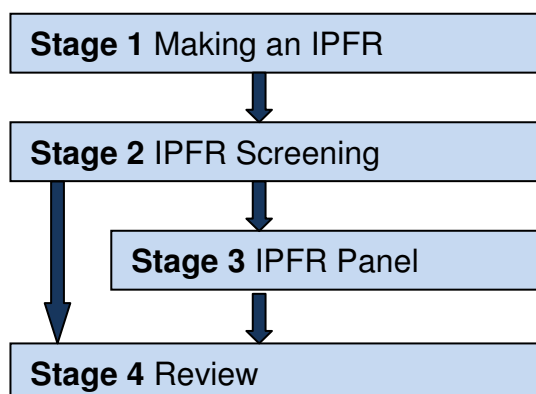 Stage 1 Making an IPFR
Stage 2 IPFR Screening
Stage 3 IPFR Panel
Stage 4 Review